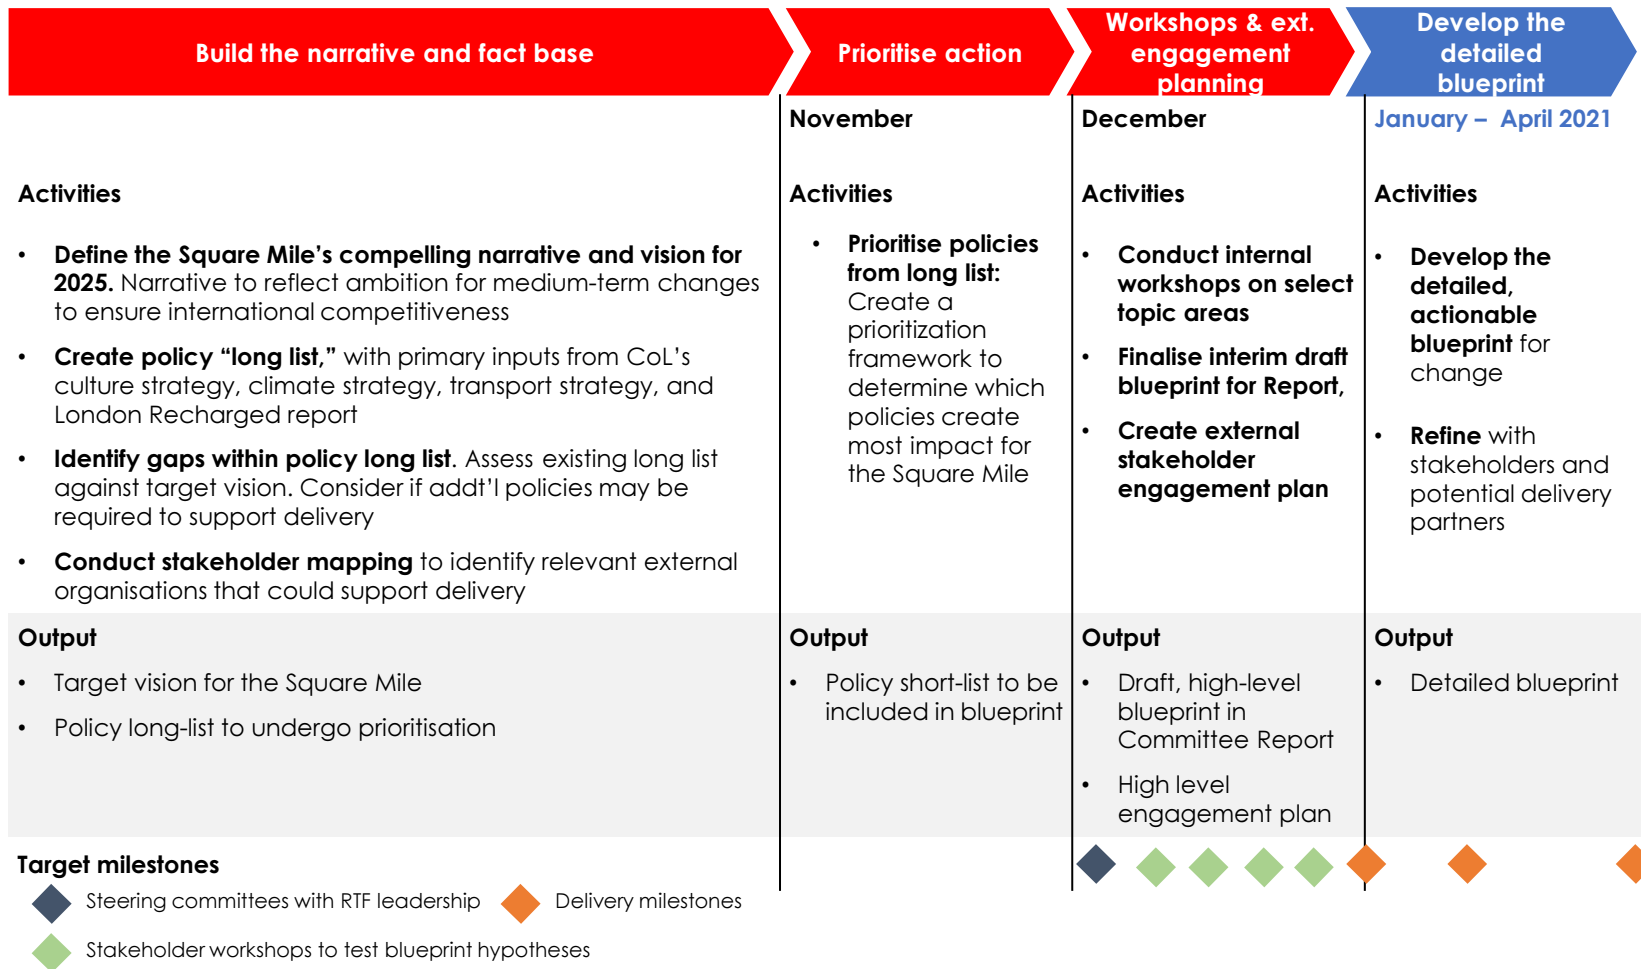 Build the narrative and fact base
Prioritise action
Workshops & ext.
engagement
planning
Develop the
detailed
blueprint
November
December
January – April 2021
Activities
• Define the Square Mile’s compelling narrative and vision for
2025. Narrative to reflect ambition for medium-term changes
to ensure international competitiveness
• Create policy “long list,” with primary inputs from CoL’s
culture strategy, climate strategy, transport strategy, and
London Recharged report
• Identify gaps within policy long list. Assess existing long list
against target vision. Consider if addt’l policies may be
required to support delivery
• Conduct stakeholder mapping to identify relevant external
organisations that could support delivery
Activities
• Prioritise policies
from long list:
Create a
prioritization
framework to
determine which
policies create
most impact for
the Square Mile
Activities
• Conduct internal
workshops on select
topic areas
• Finalise interim draft
blueprint for Report,
• Create external
stakeholder
engagement plan
Activities
• Develop the
detailed,
actionable
blueprint for
change
• Refine with
stakeholders and
potential delivery
partners
Output
• Target vision for the Square Mile
• Policy long-list to undergo prioritisation
Output
• Policy short-list to be
included in blueprint
Output
• Draft, high-level
blueprint in
Committee Report
• High level
engagement plan
Output
• Detailed blueprint
Target milestones
Steering committees with RTF leadership
Delivery milestones
Stakeholder workshops to test blueprint hypotheses